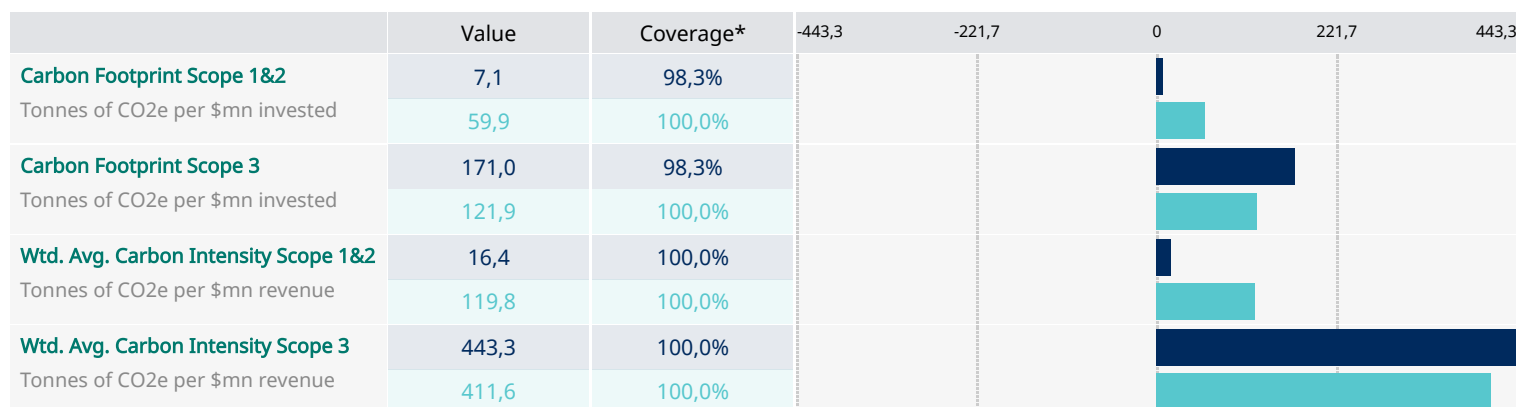 Value Coverage* -443,3 -221,7 0 221,7 443,3
Carbon Footprint Scope 1&2 7,1 98,3%
Tonnes of CO2e per $mn invested 59,9 100,0%
Carbon Footprint Scope 3 171,0 98,3%
Tonnes of CO2e per $mn invested 121,9 100,0%
Wtd. Avg. Carbon Intensity Scope 1&2 16,4 100,0%
Tonnes of CO2e per $mn revenue 119,8 100,0%
Wtd. Avg. Carbon Intensity Scope 3 443,3 100,0%
Tonnes of CO2e per $mn revenue 411,6 100,0%